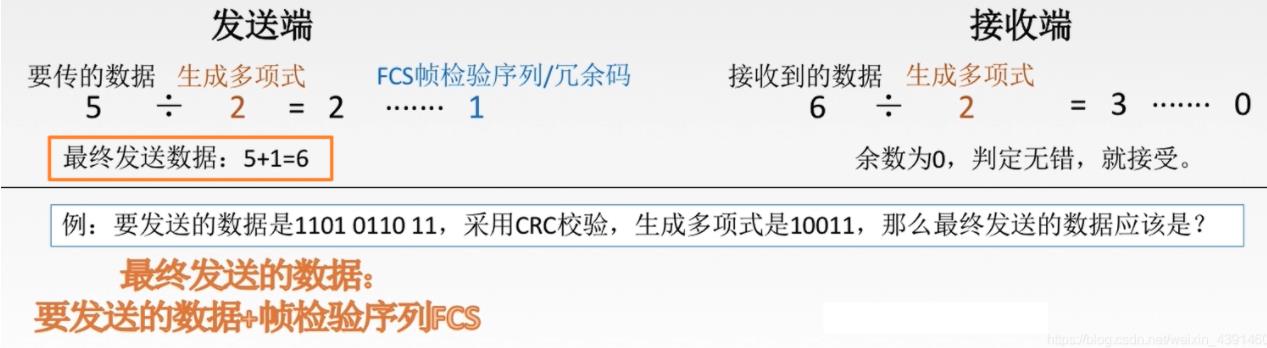 发送端
接收端
要传的数据 生成多项式 FCS帧检验序列/冗余码
5 ÷ 2 = 2 ······· 1
接收到的数据 生成多项式
6 ÷ 2 = 3 ······· 0
最终发送数据：5+1=6
余数为0，判定无错，就接受。
例：要发送的数据是1101 0110 11，采用CRC校验，生成多项式是10011，那么最终发送的数据应该是？
最终发送的数据：
要发送的数据+帧检验序列FCS
https://blog.csdn.net/weixin_4391460